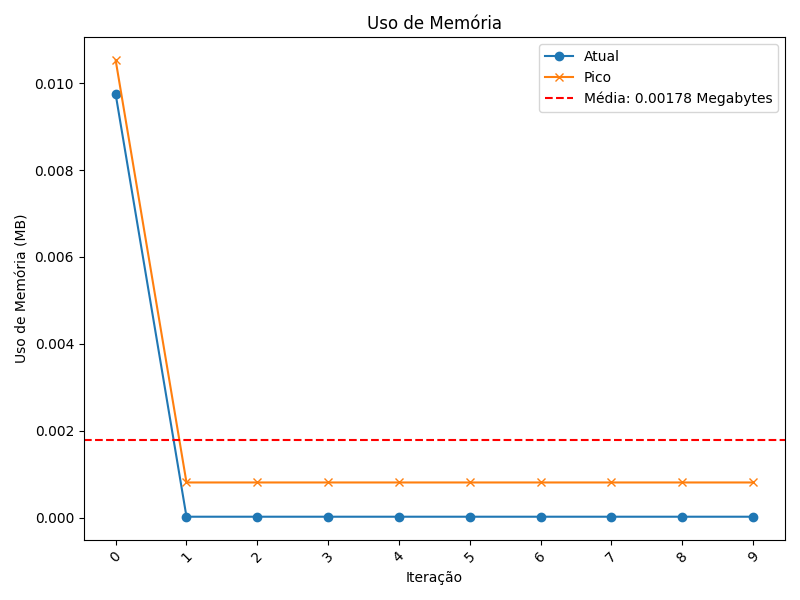 Uso de Memória
Atual
Pico
Média: 0.00178 Megabytes
Uso de Memória (MB)
0.010
0.008
0.006
0.004
0.002
0.000
0 1 2 3 4 5 6 7 8 9
Iteração